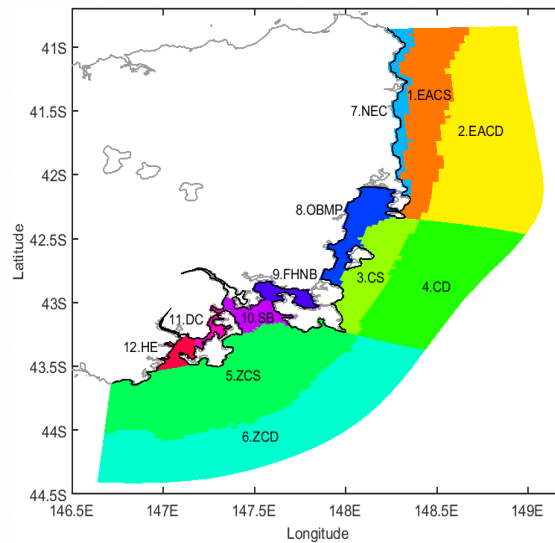 41S
41.5S
42S
42.5S
43S
43.5S
44S
44.5S
Latitude
146.5E
147E
147.5E
148E
148.5E
149E
Longitude
1.EACS
7.NEC
2.EACD
8.OBMP
3.CS
9.FHNB
4.CD
10.SB
11.DC
12.HE
5.ZCS
6.ZCD